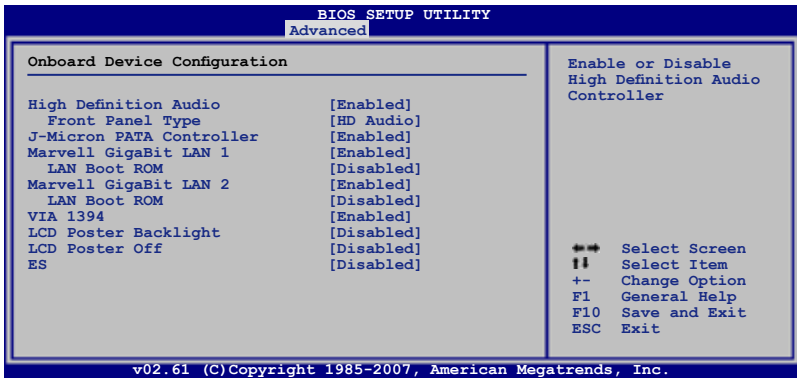 BIOS SETUP UTILITY
Advanced
Onboard Device Configuration
High Definition Audio [Enabled]
Front Panel Type [HD Audio]
J-Micron PATA Controller [Enabled]
Marvell GigaBit LAN 1 [Enabled]
LAN Boot ROM [Disabled]
Marvell GigaBit LAN 2 [Enabled]
LAN Boot ROM [Disabled]
VIA 1394 [Enabled]
LCD Poster Backlight [Disabled]
LCD Poster Off [Disabled]
ES [Disabled]
Enable or Disable
High Definition Audio
Controller
←→ Select Screen
↑↓ Select Item
+- Change Option
F1 General Help
F10 Save and Exit
ESC Exit
v02.61 (C)Copyright 1985-2007, American Megatrends, Inc.